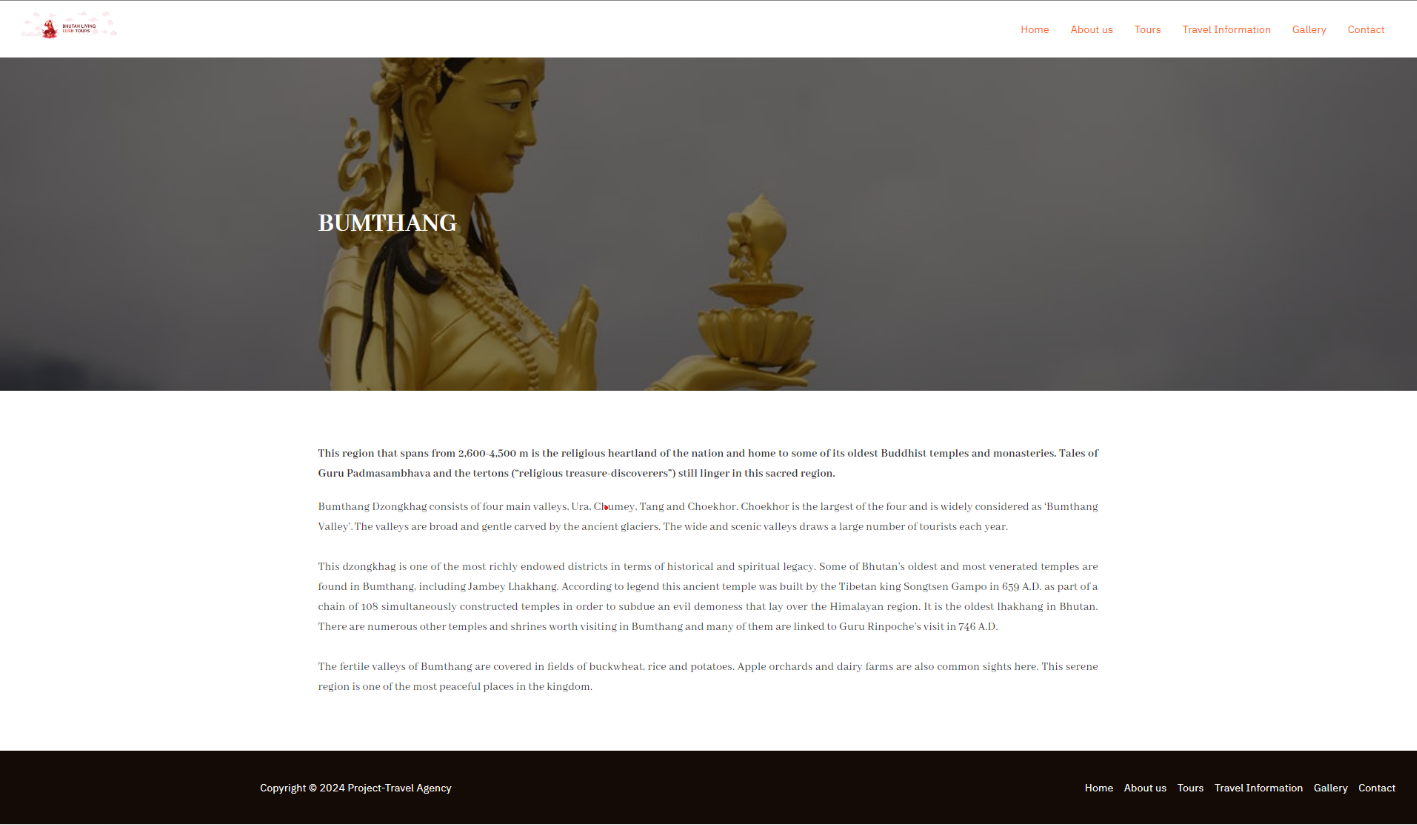 BHUTAN LIVING
TOURS
Home About us Tours Travel Information Gallery Contact
BUMTHANG
This region that spans from 2,600-4,500 m is the religious heartland of the nation and home to some of its oldest Buddhist temples and monasteries. Tales of
Guru Padmasambhava and the tertons (“religious treasure-discoverers”) still linger in this sacred region.
Bumthang Dzongkhag consists of four main valleys, Ura, Chumey, Tang and Choekhor. Choekhor is the largest of the four and is widely considered as ‘Bumthang
Valley’. The valleys are broad and gentle carved by the ancient glaciers. The wide and scenic valleys draws a large number of tourists each year.
This dzongkhag is one of the most richly endowed districts in terms of historical and spiritual legacy. Some of Bhutan’s oldest and most venerated temples are
found in Bumthang, including Jambey Lhakhang. According to legend this ancient temple was built by the Tibetan king Songtsen Gampo in 659 A.D. as part of a
chain of 108 simultaneously constructed temples in order to subdue an evil demoness that lay over the Himalayan region. It is the oldest lhakhang in Bhutan.
There are numerous other temples and shrines worth visiting in Bumthang and many of them are linked to Guru Rinpoche’s visit in 746 A.D.
The fertile valleys of Bumthang are covered in fields of buckwheat, rice and potatoes. Apple orchards and dairy farms are also common sights here. This serene
region is one of the most peaceful places in the kingdom.
Copyright © 2024 Project-Travel Agency
Home About us Tours Travel Information Gallery Contact